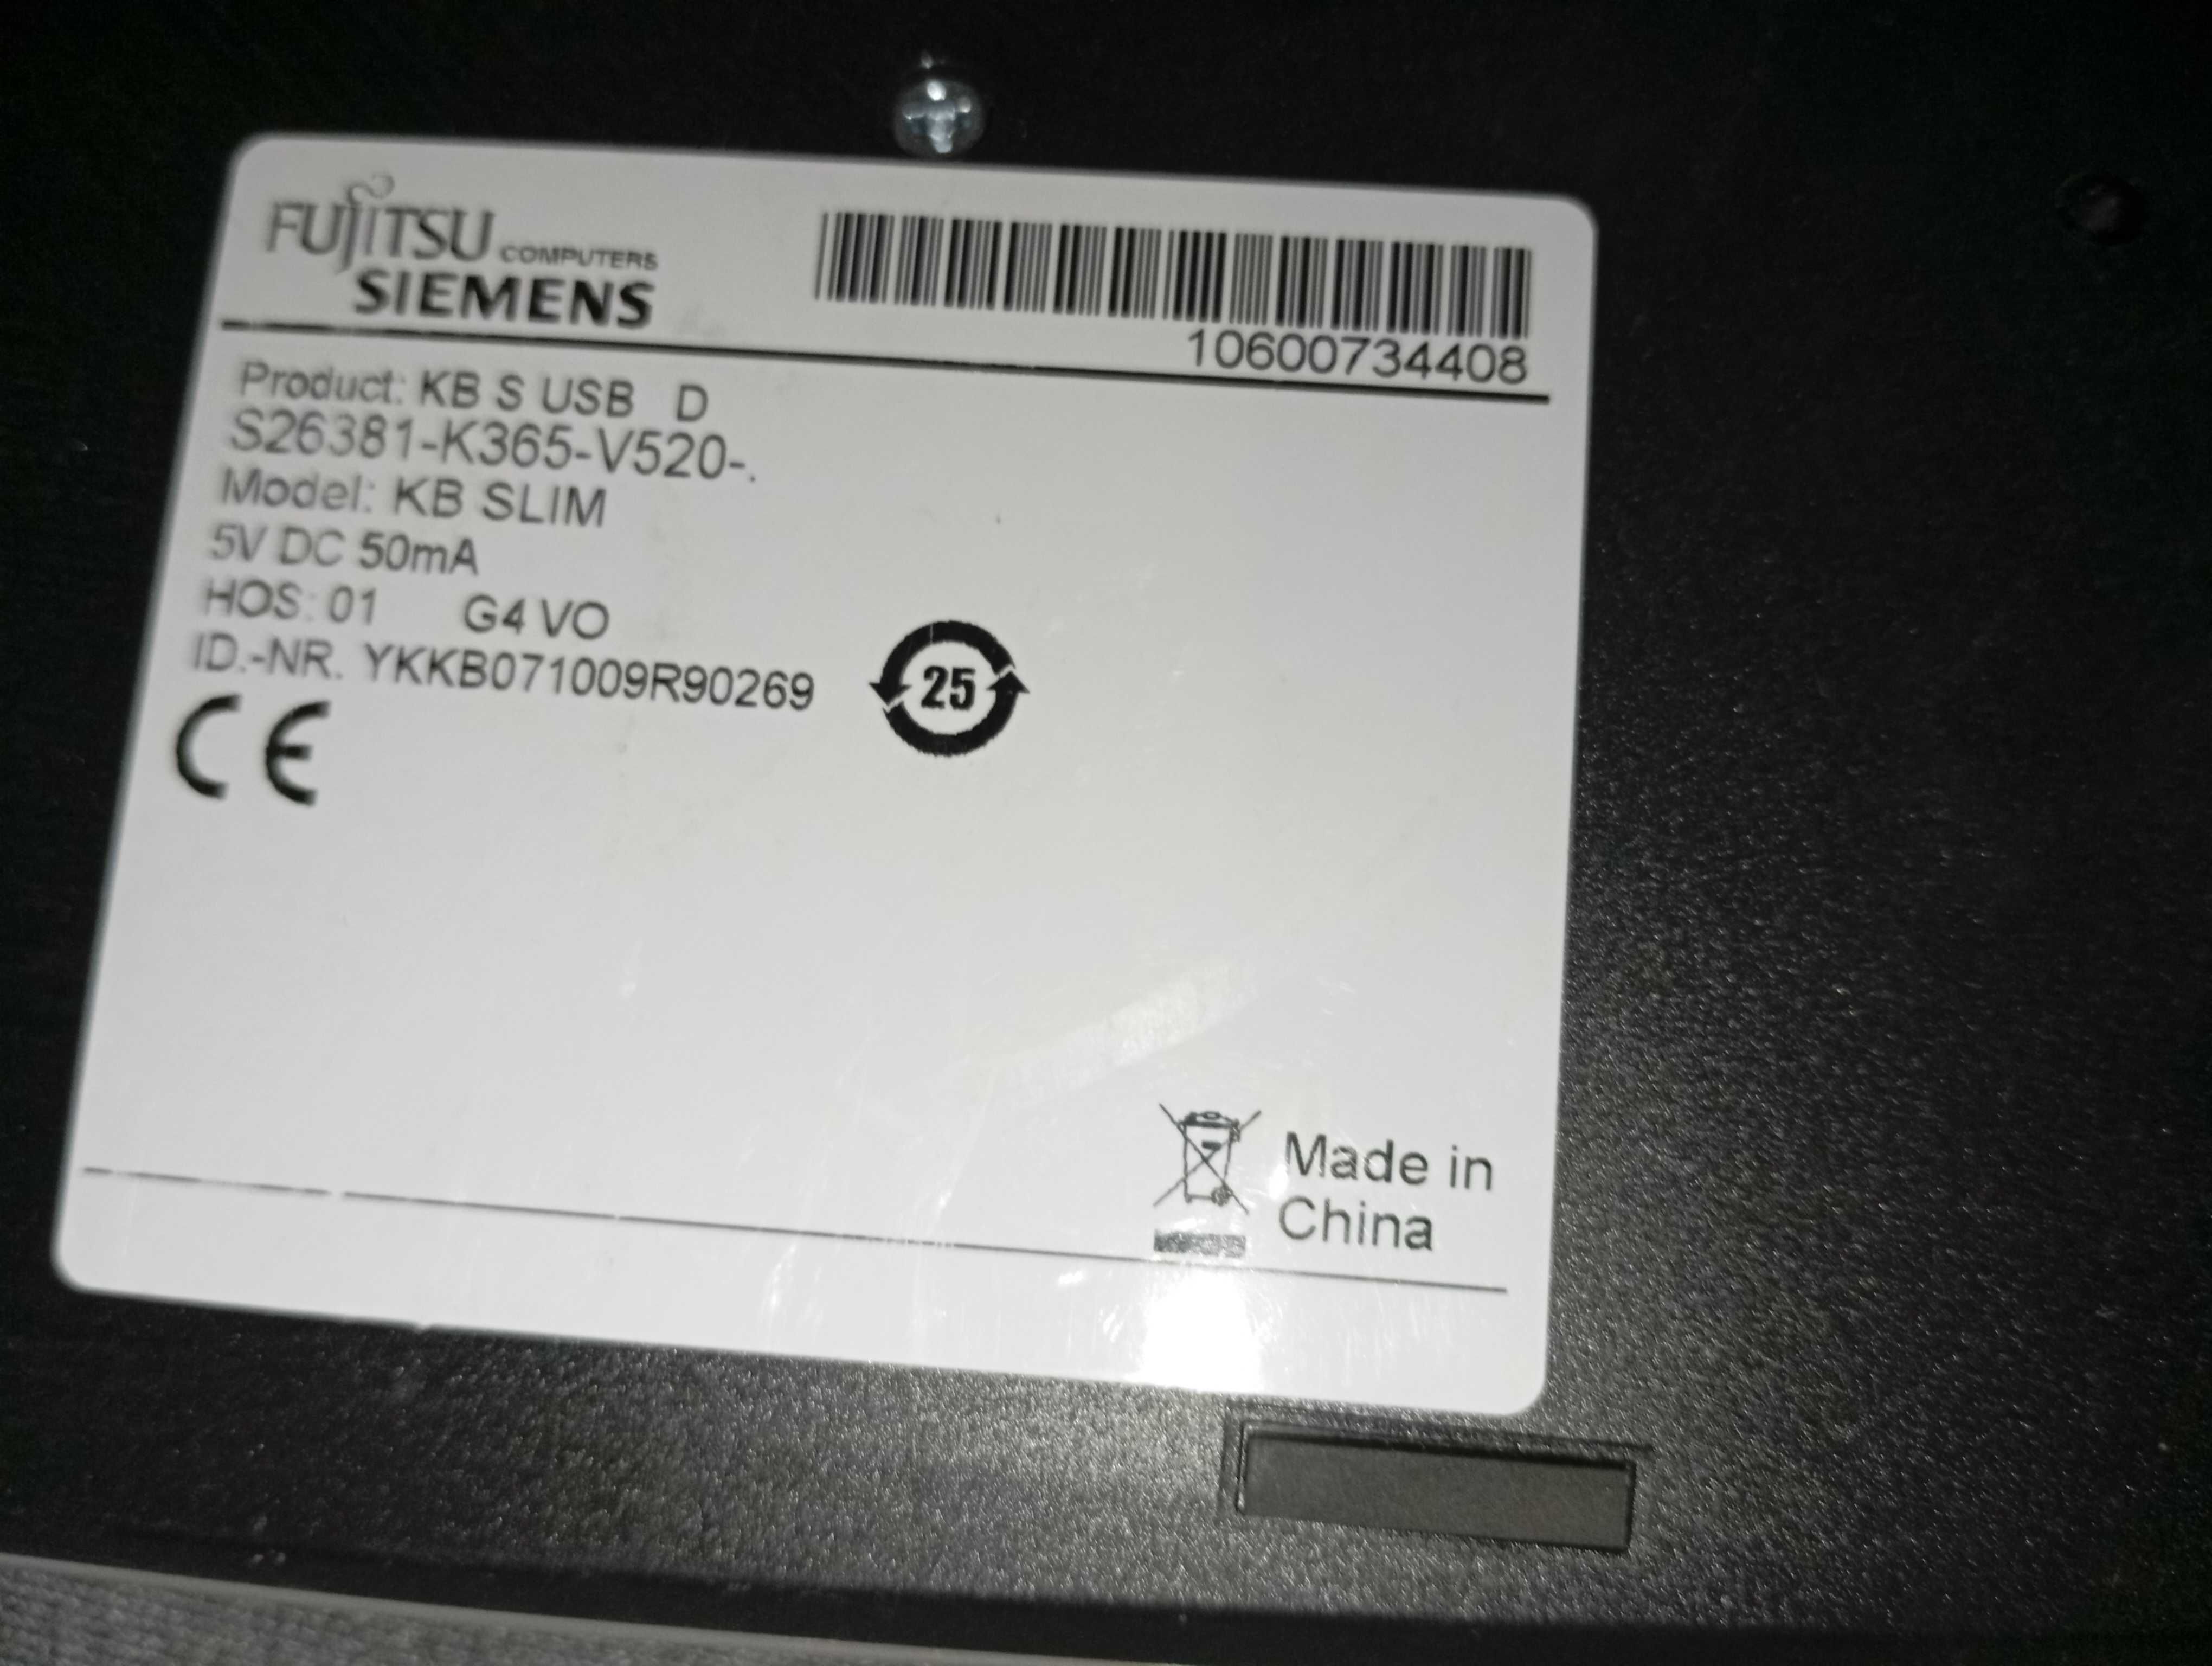 FUJITSU COMPUTERS
SIEMENS
10600734408
Product: KB S USB D
S26381-K365-V520-.
Model: KB SLIM
5V DC 50mA
HOS: 01 G4 VO
ID.-NR. YKKB071009R90269
25
CE
Made in
China